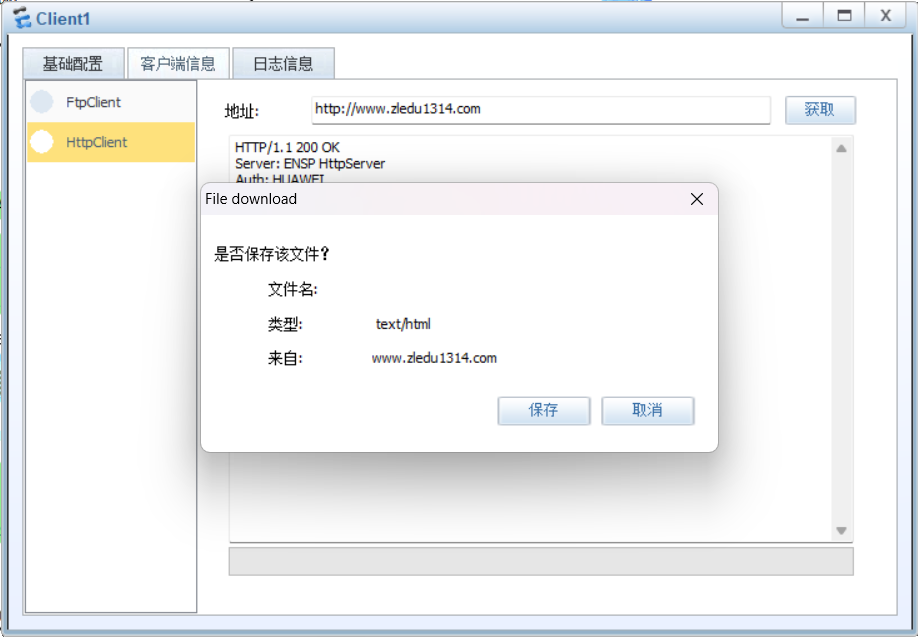 Client1
基础配置 客户端信息 日志信息
FtpClient
HttpClient
地址: http://www.zledu1314.com 获取
HTTP/1.1 200 OK
Server: ENSP HttpServer
Auth: HUAWEI
File download
是否保存该文件?
文件名:
类型: text/html
来自: www.zledu1314.com
保存 取消